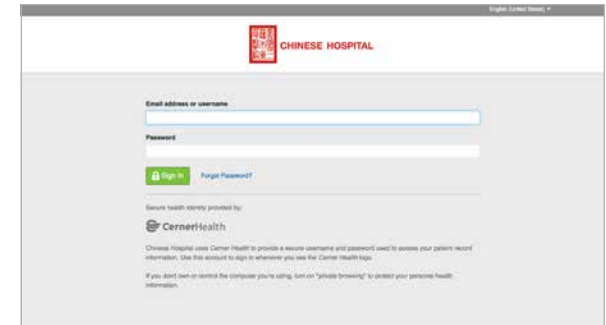 English (United States)
CHINESE HOSPITAL
Email address or username
Password
Sign In
Forgot Password?
Secure health identity provided by:
CernerHealth
Chinese Hospital uses Cerner Health to provide a secure username and password used to access your patient record
information. Use this account to sign in whenever you see the Cerner Health logo.
If you don't own or control the computer you're using, turn on "private browsing" to protect your personal health
information.